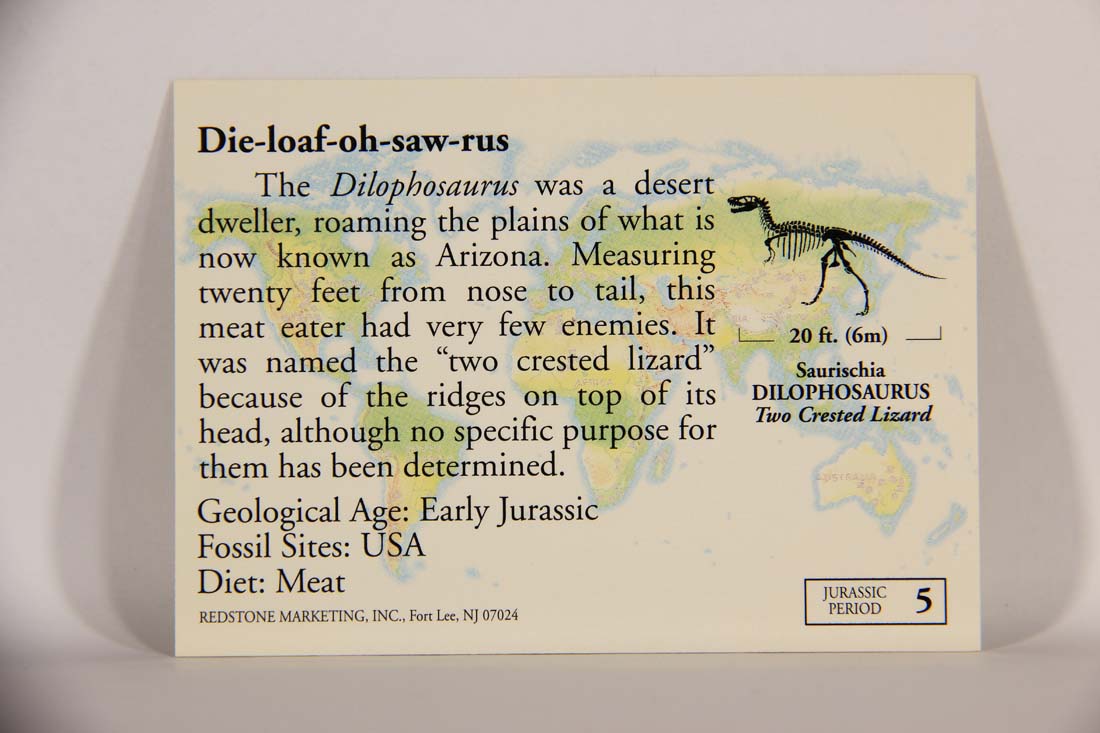 Die-loaf-oh-saw-rus
The Dilophosaurus was a desert
dweller, roaming the plains of what is
now known as Arizona. Measuring
twenty feet from nose to tail, this
meat eater had very few enemies. It
was named the “two crested lizard”
because of the ridges on top of its
head, although no specific purpose for
them has been determined.
Geological Age: Early Jurassic
Fossil Sites: USA
Diet: Meat
REDSTONE MARKETING, INC., Fort Lee, NJ 07024
20 ft. (6m)
Saurischia
DILOPHOSAURUS
Two Crested Lizard
JURASSIC
PERIOD
5
AFRICA
AUSTRALIA